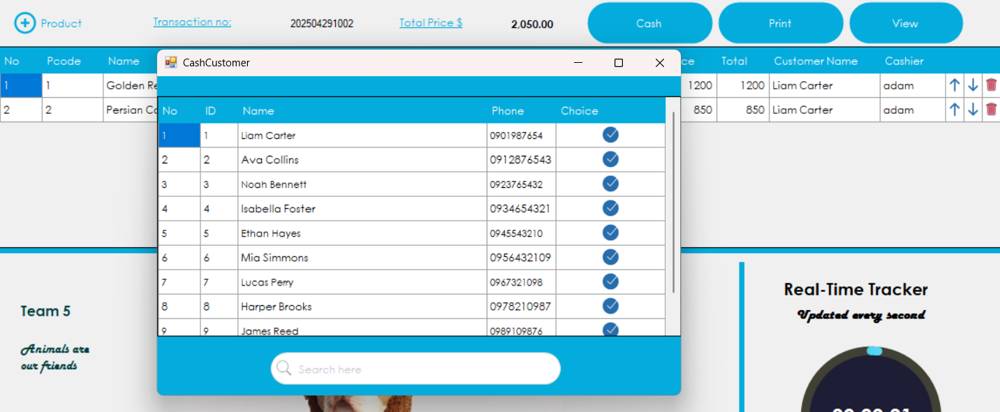 Product Transaction no: 202504291002 Total Price $ 2,050.00 Cash Print View
No Pcode Name Total Customer Name Cashier
1 1 Golden 1200 1200 Liam Carter adam
2 2 Persian 850 850 Liam Carter adam
CashCustomer
No ID Name Phone Choice
1 1 Liam Carter 0901987654
2 2 Ava Collins 0912876543
3 3 Noah Bennett 0923765432
4 4 Isabella Foster 0934654321
5 5 Ethan Hayes 0945543210
6 6 Mia Simmons 0956432109
7 7 Lucas Perry 0967321098
8 8 Harper Brooks 0978210987
9 9 James Reed 0989109876
Search here
Team 5
Animals are
our friends
Real-Time Tracker
Updated every second